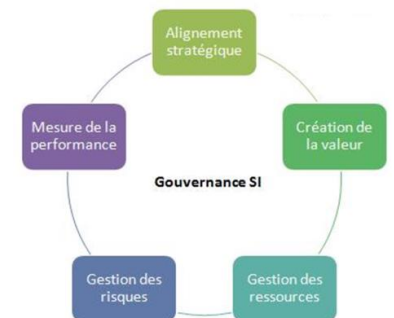 Alignement
stratégique
Mesure de la
performance
Création de
la valeur
Gouvernance SI
Gestion des
risques
Gestion des
ressources